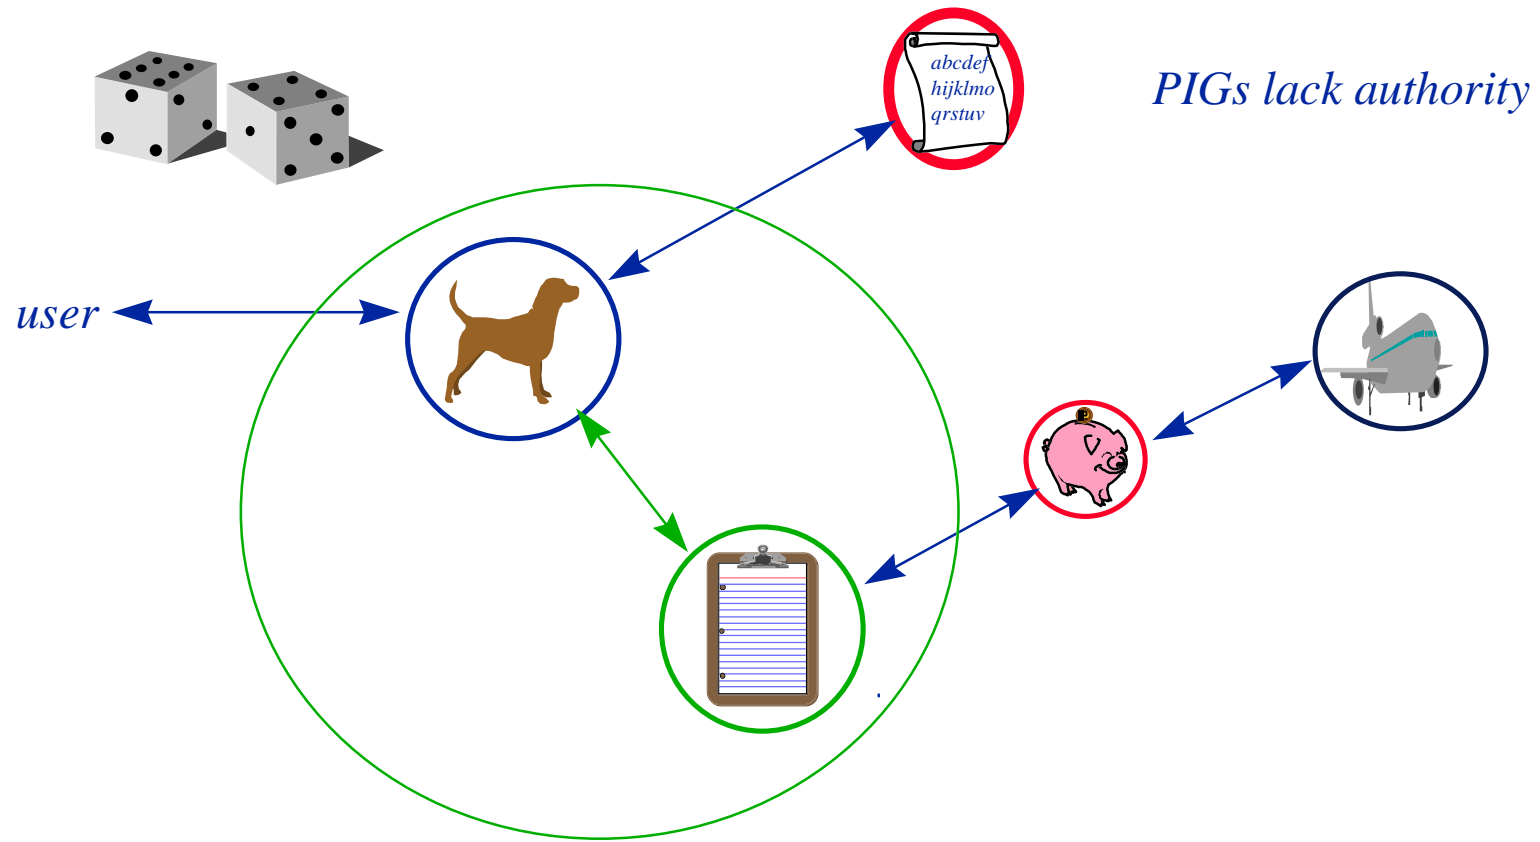 abcdef
hijklmo
qrstuv
PIGs lack authority
user
P